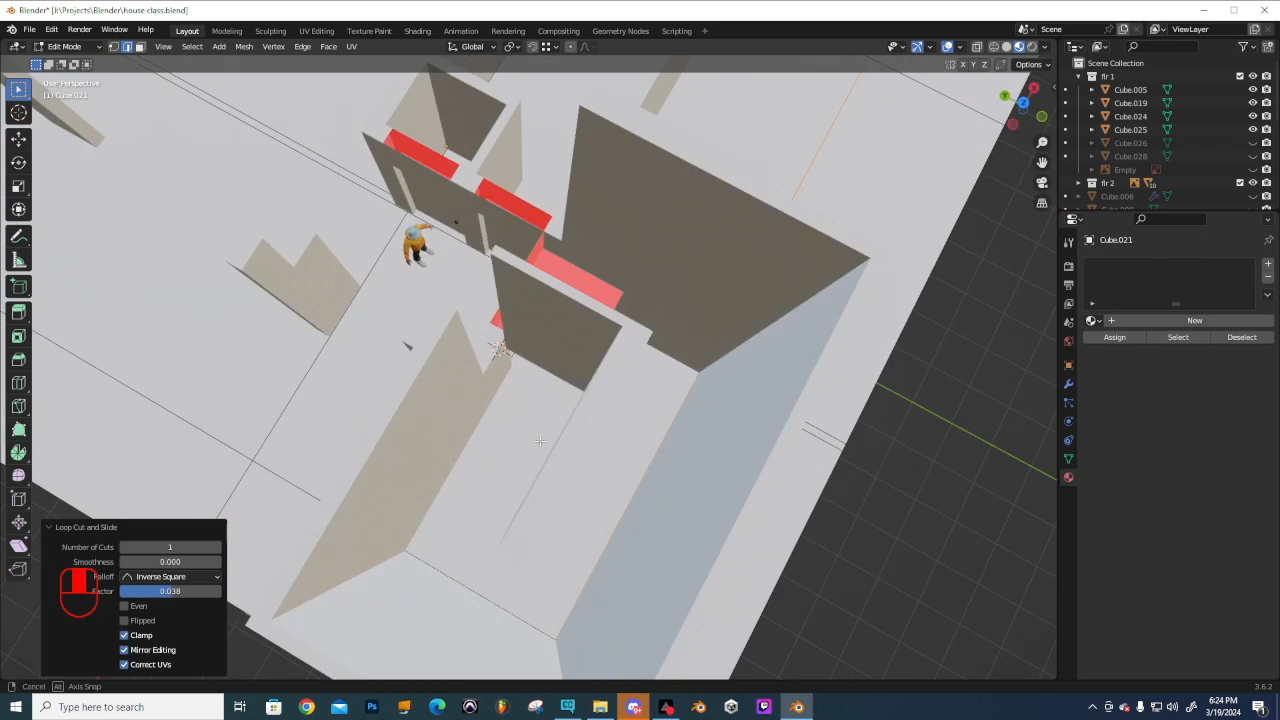 Blender* [J:\Projects\Blender\house class.blend]
File Edit Render Window Help Layout Modeling Sculpting UV Editing Texture Paint Shading Animation Rendering Compositing Geometry Nodes Scripting + Scene ViewLayer
Edit Mode View Select Add Mesh Vertex Edge Face UV Global
X Y Z Options
User Perspective
(1) Cube.021
Scene Collection
flr 1
Cube.005
Cube.019
Cube.024
Cube.025
Cube.026
Cube.028
Empty
flr 2 10
Cube.006
Cube.021
+ New
Assign Select Deselect
Loop Cut and Slide
Number of Cuts 1
Smoothness 0.000
Falloff Inverse Square
Factor 0.038
Even
Flipped
Clamp
Mirror Editing
Correct UVs
Cancel Alt Axis Snap 3.6.2
Type here to search
6:24 PM
3/19/2024